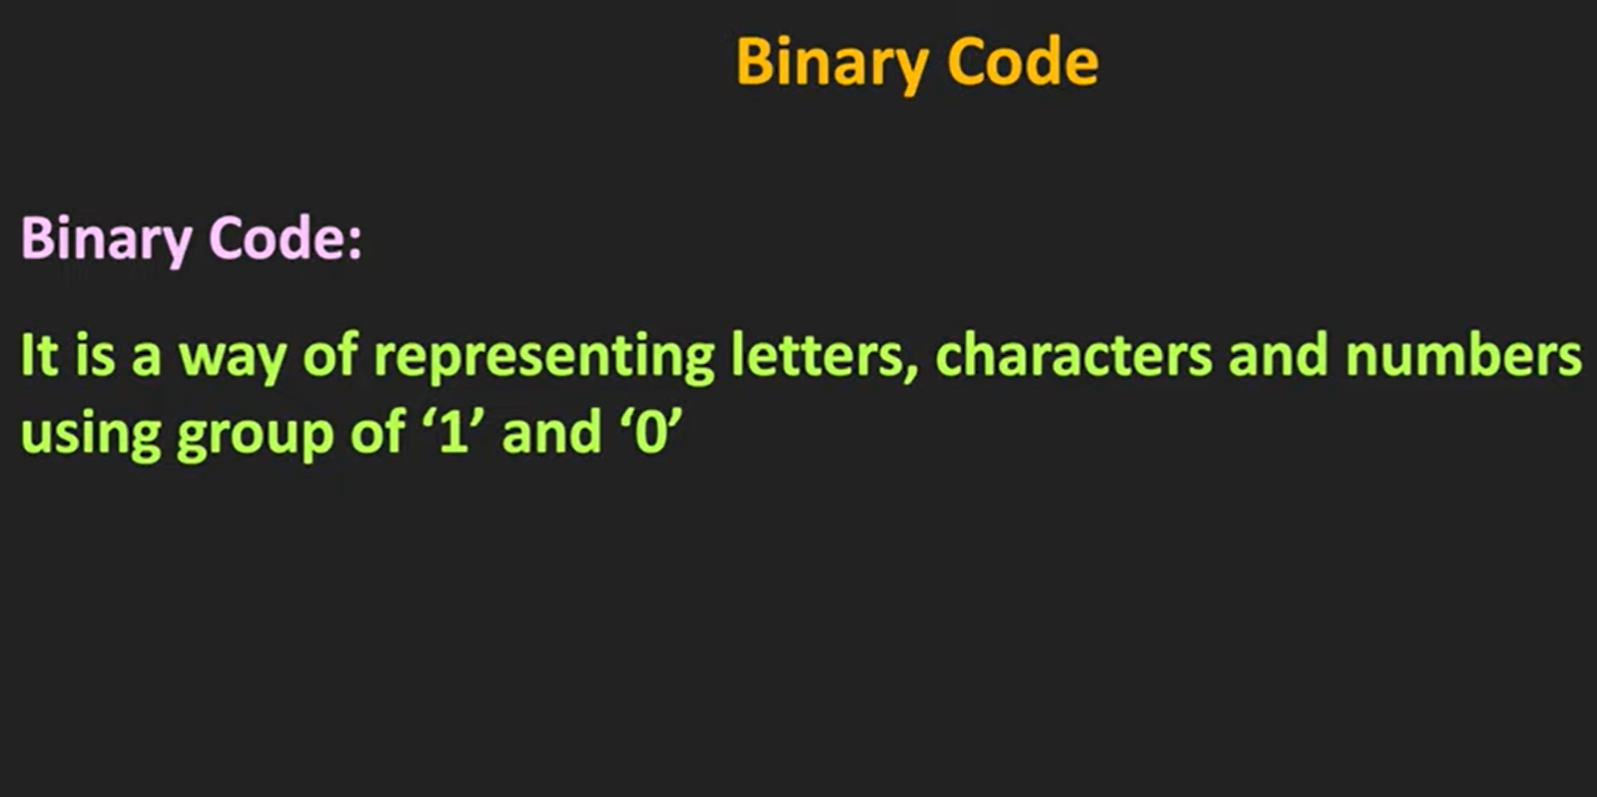 Binary Code
Binary Code:
It is a way of representing letters, characters and numbers
using group of ‘1’ and ‘0’